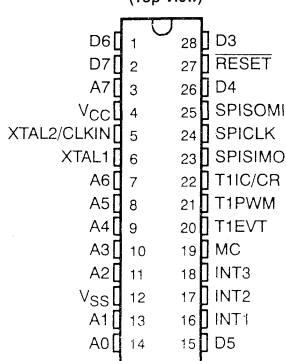 (Top View)
D6 1 28 D3
D7 2 27 RESET
A7 3 26 D4
VCC 4 25 SPISOMI
XTAL2/CLKIN 5 24 SPICLK
XTAL1 6 23 SPISIMO
A6 7 22 T1IC/CR
A5 8 21 T1PWM
A4 9 20 T1EVT
A3 10 19 MC
A2 11 18 INT3
VSS 12 17 INT2
A1 13 16 INT1
A0 14 15 D5